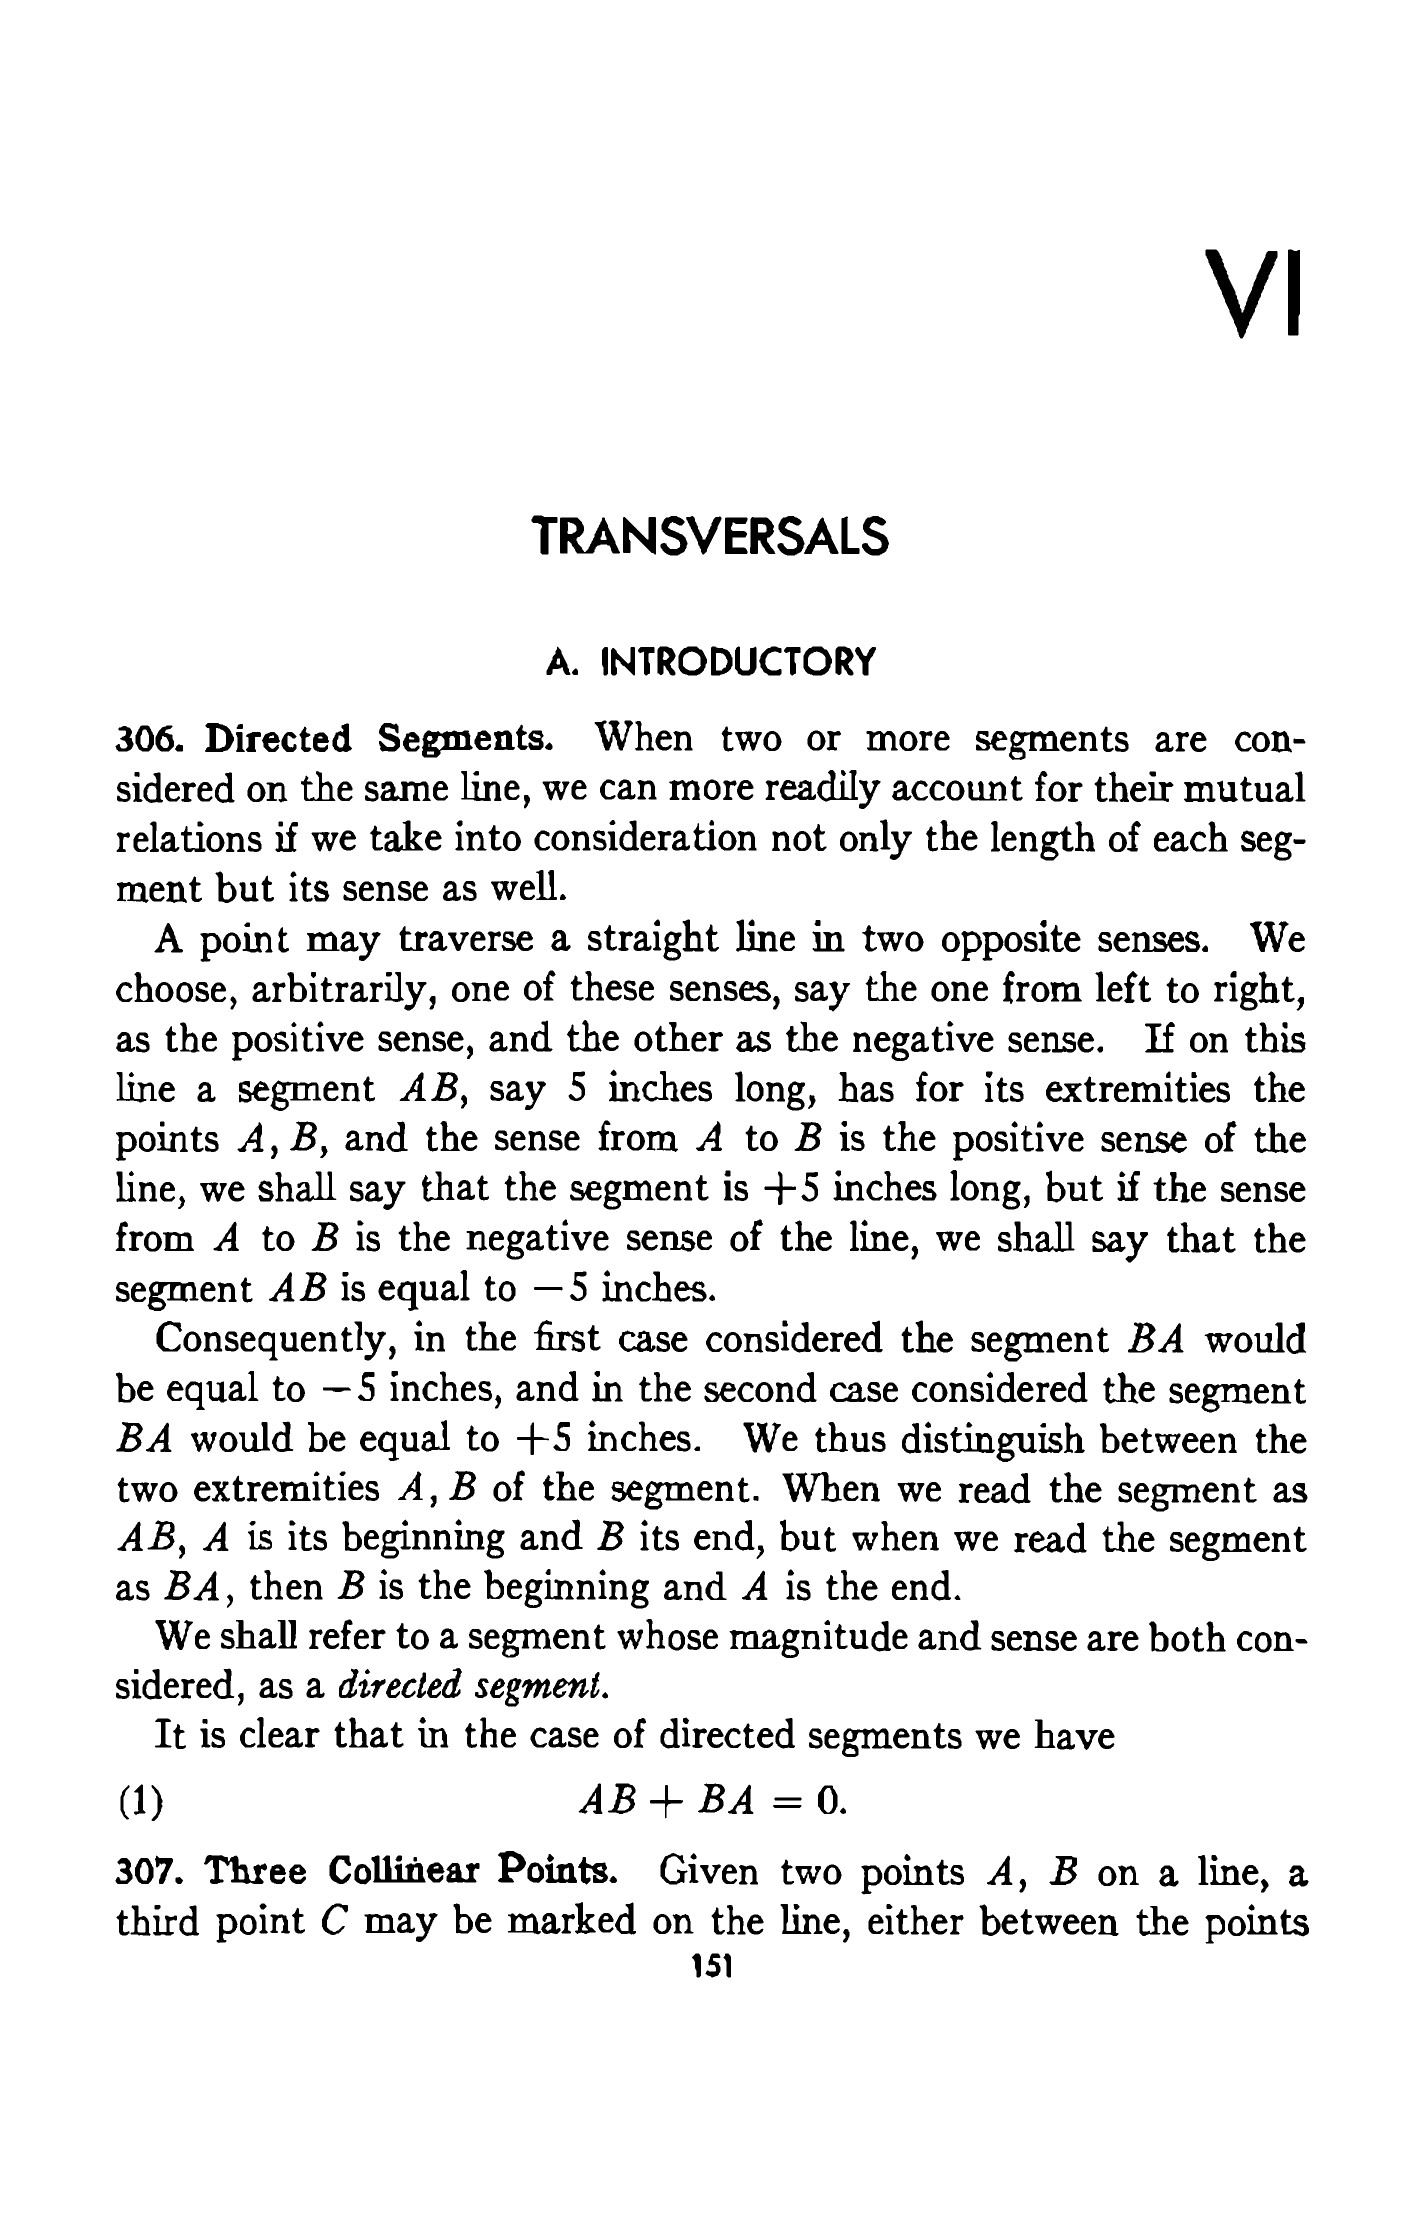 VI
TRANSVERSALS
A. INTRODUCTORY
306. Directed Segments. When two or more segments are con-
sidered on the same line, we can more readily account for their mutual
relations if we take into consideration not only the length of each seg-
ment but its sense as well.
A point may traverse a straight line in two opposite senses. We
choose, arbitrarily, one of these senses, say the one from left to right,
as the positive sense, and the other as the negative sense. If on this
line a segment AB, say 5 inches long, has for its extremities the
points A, B, and the sense from A to B is the positive sense of the
line, we shall say that the segment is +5 inches long, but if the sense
from A to B is the negative sense of the line, we shall say that the
segment AB is equal to −5 inches.
Consequently, in the first case considered the segment BA would
be equal to −5 inches, and in the second case considered the segment
BA would be equal to +5 inches. We thus distinguish between the
two extremities A, B of the segment. When we read the segment as
AB, A is its beginning and B its end, but when we read the segment
as BA, then B is the beginning and A is the end.
We shall refer to a segment whose magnitude and sense are both con-
sidered, as a directed segment.
It is clear that in the case of directed segments we have
(1) AB + BA = 0.
307. Three Collinear Points. Given two points A, B on a line, a
third point C may be marked on the line, either between the points
151